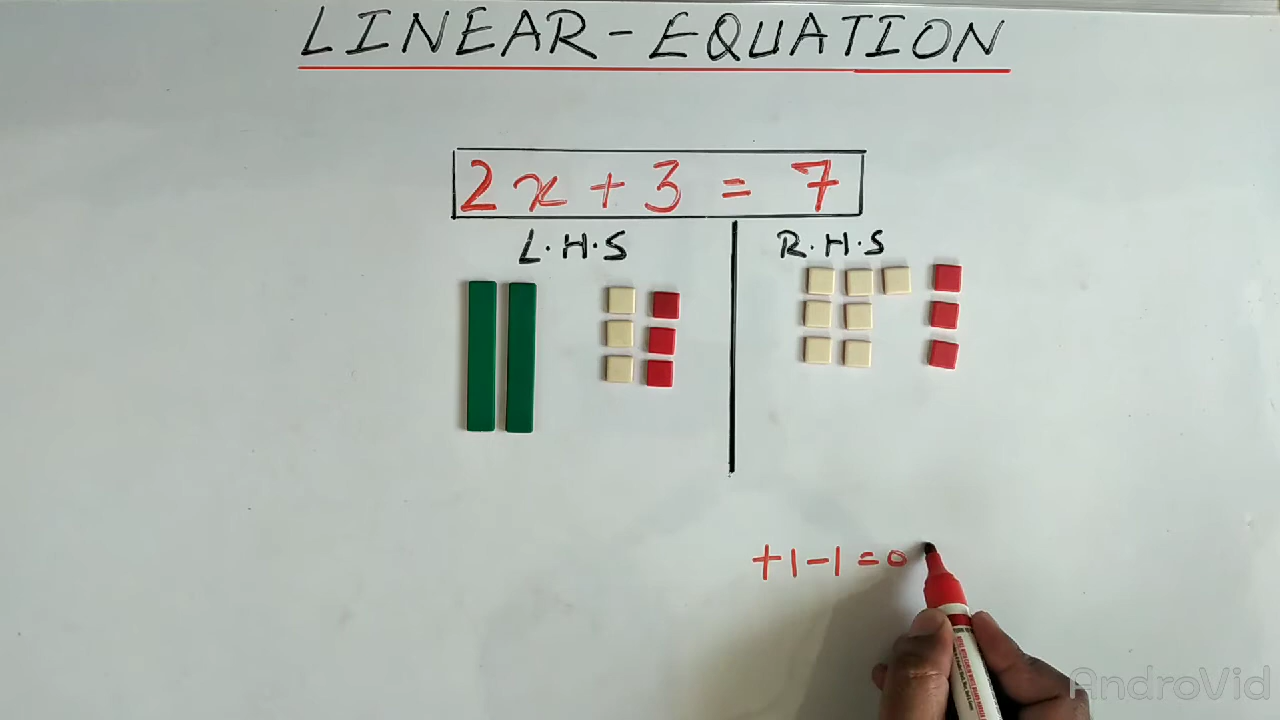 LINEAR-EQUATION
2x + 3 = 7
L.H.S R.H.S
+1-1=0
AndroVid